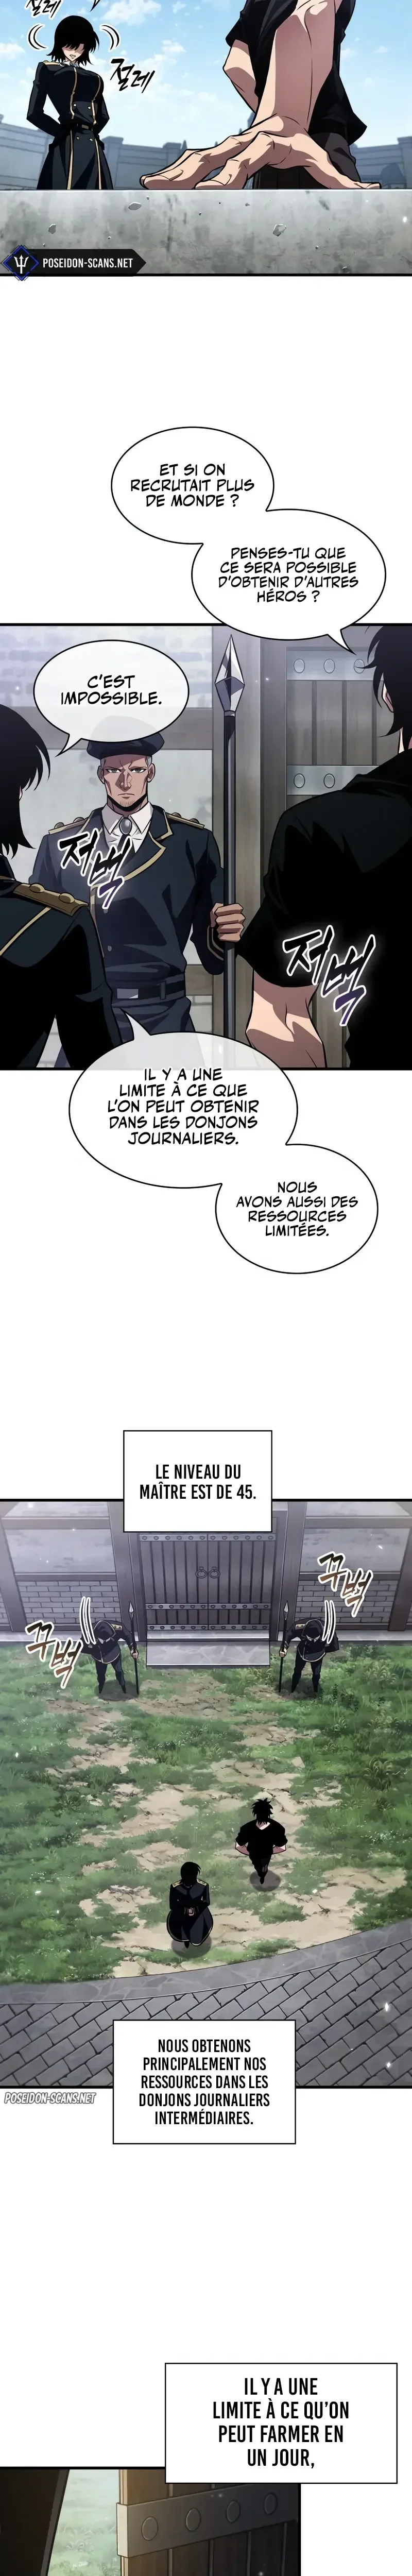 절레
절레
POSEIDON-SCANS.NET
ET SI ON
RECRUTAIT PLUS
DE MONDE ?
PENSES-TU QUE
CE SERA POSSIBLE
D'OBTENIR D'AUTRES
HÉROS ?
C'EST
IMPOSSIBLE.
저벅
저벅
IL Y A UNE
LIMITE À CE QUE
L'ON PEUT OBTENIR
DANS LES DONJONS
JOURNALIERS.
NOUS
AVONS AUSSI DES
RESSOURCES
LIMITÉES.
LE NIVEAU DU
MAÎTRE EST DE 45.
꾸벅
꾸벅
NOUS OBTENONS
PRINCIPALEMENT NOS
RESSOURCES DANS LES
DONJONS JOURNALIERS
INTERMÉDIAIRES.
POSEIDON-SCANS.NET
IL Y A UNE
LIMITE À CE QU'ON
PEUT FARMER EN
UN JOUR,